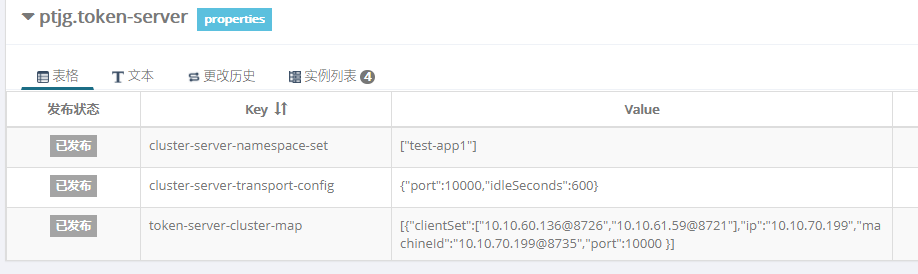 ptjg.token-server properties
表格 文本 更改历史 实例列表 4
发布状态 Key Value
已发布 cluster-server-namespace-set ["test-app1"]
已发布 cluster-server-transport-config {"port":10000,"idleSeconds":600}
已发布 token-server-cluster-map [{"clientSet":["10.10.60.136@8726","10.10.61.59@8721"],"ip":"10.10.70.199","ma
chineId":"10.10.70.199@8735","port":10000 }]